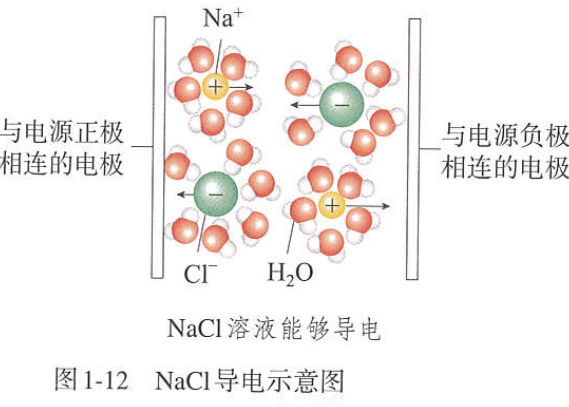 Na⁺
+
−
与电源正极
相连的电极
与电源负极
相连的电极
−
+
Cl⁻
H₂O
NaCl溶液能够导电
图1-12 NaCl导电示意图